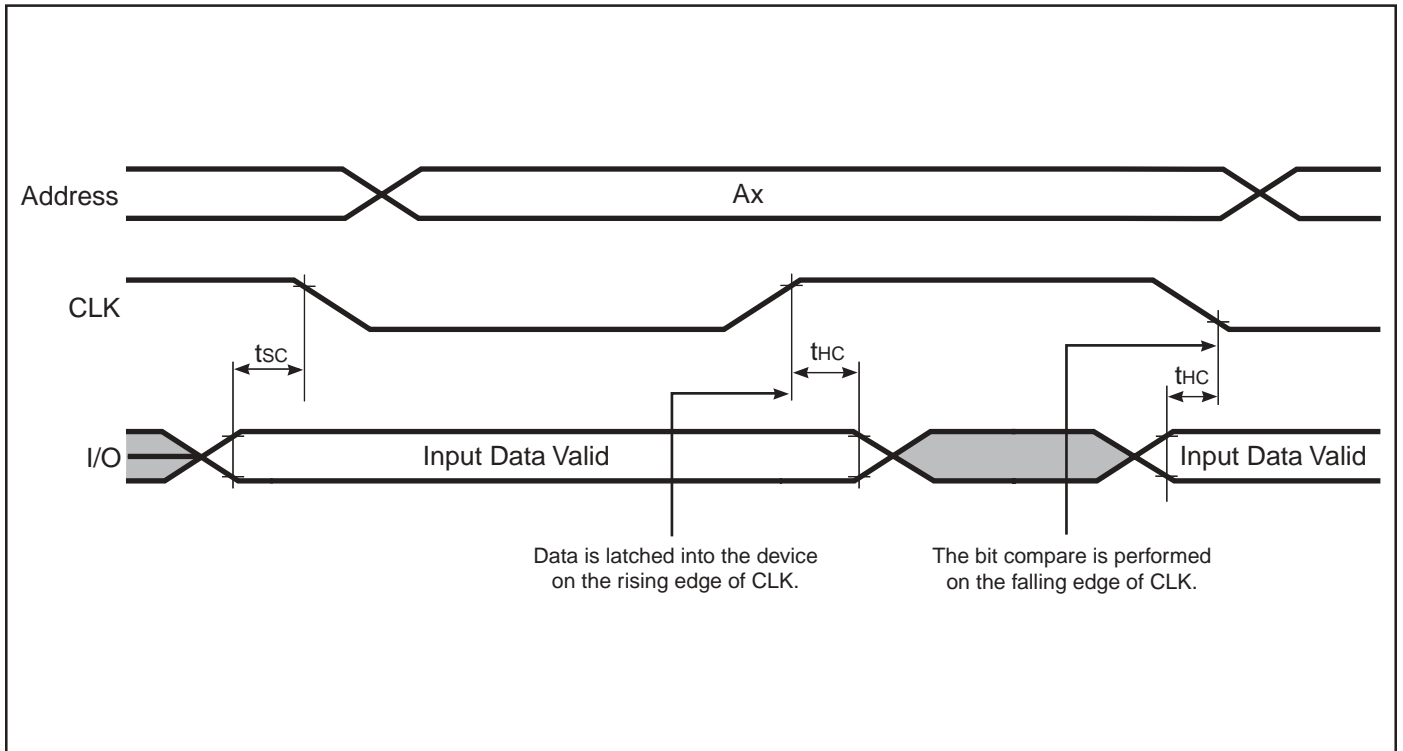 Address
Ax
CLK
tSC
tHC
tHC
I/O
Input Data Valid
Input Data Valid
Data is latched into the device
on the rising edge of CLK.
The bit compare is performed
on the falling edge of CLK.